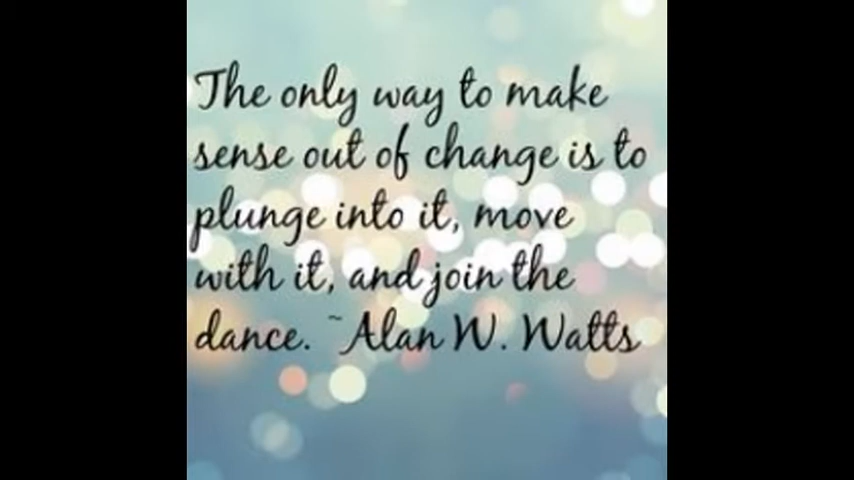 The only way to make
sense out of change is to
plunge into it, move
with it, and join the
dance. ~Alan W. Watts